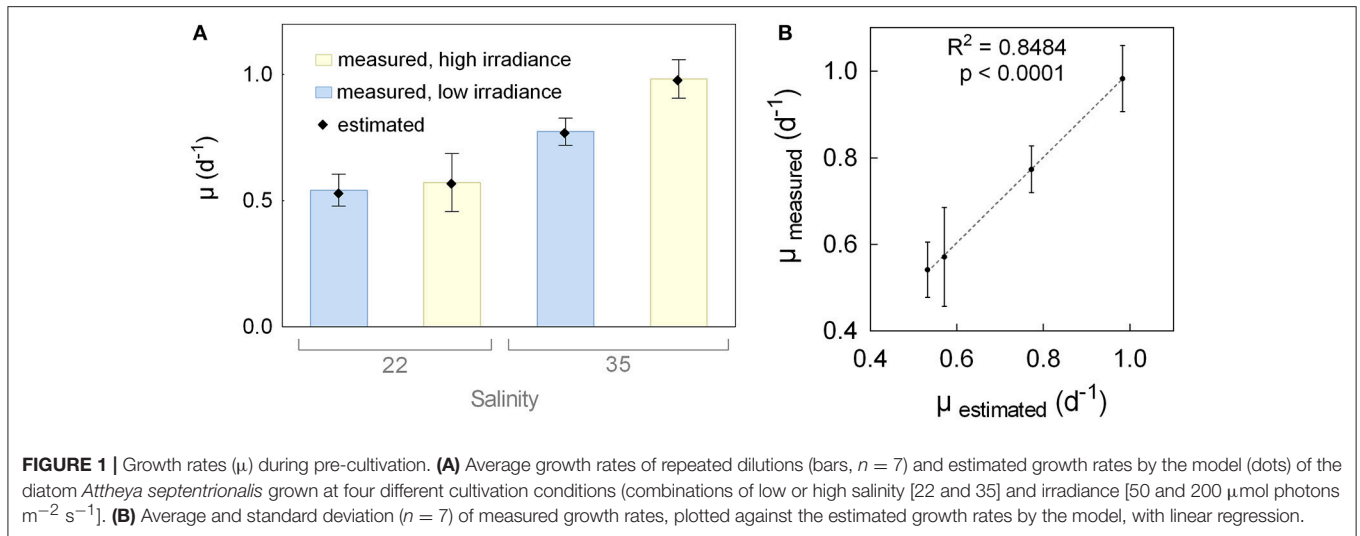 A
measured, high irradiance
measured, low irradiance
estimated
μ (d⁻¹)
1.0
0.5
0.0
22
35
Salinity
B
R² = 0.8484
p < 0.0001
μ measured (d⁻¹)
1.0
0.8
0.6
0.4
0.4 0.6 0.8 1.0
μ estimated (d⁻¹)
FIGURE 1 | Growth rates (μ) during pre-cultivation. (A) Average growth rates of repeated dilutions (bars, n = 7) and estimated growth rates by the model (dots) of the
diatom Attheya septentrionalis grown at four different cultivation conditions (combinations of low or high salinity [22 and 35] and irradiance [50 and 200 μmol photons
m⁻² s⁻¹]. (B) Average and standard deviation (n = 7) of measured growth rates, plotted against the estimated growth rates by the model, with linear regression.